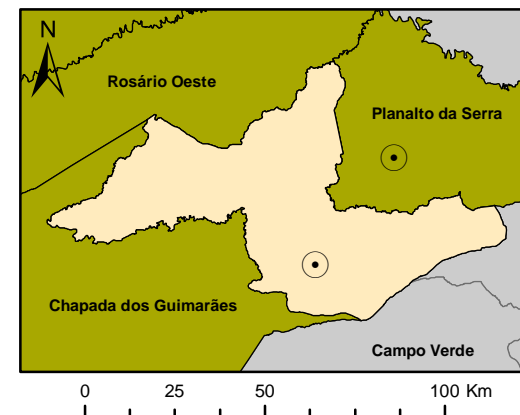 N
Rosário Oeste
Planalto da Serra
Chapada dos Guimarães
Campo Verde
0 25 50 100 Km